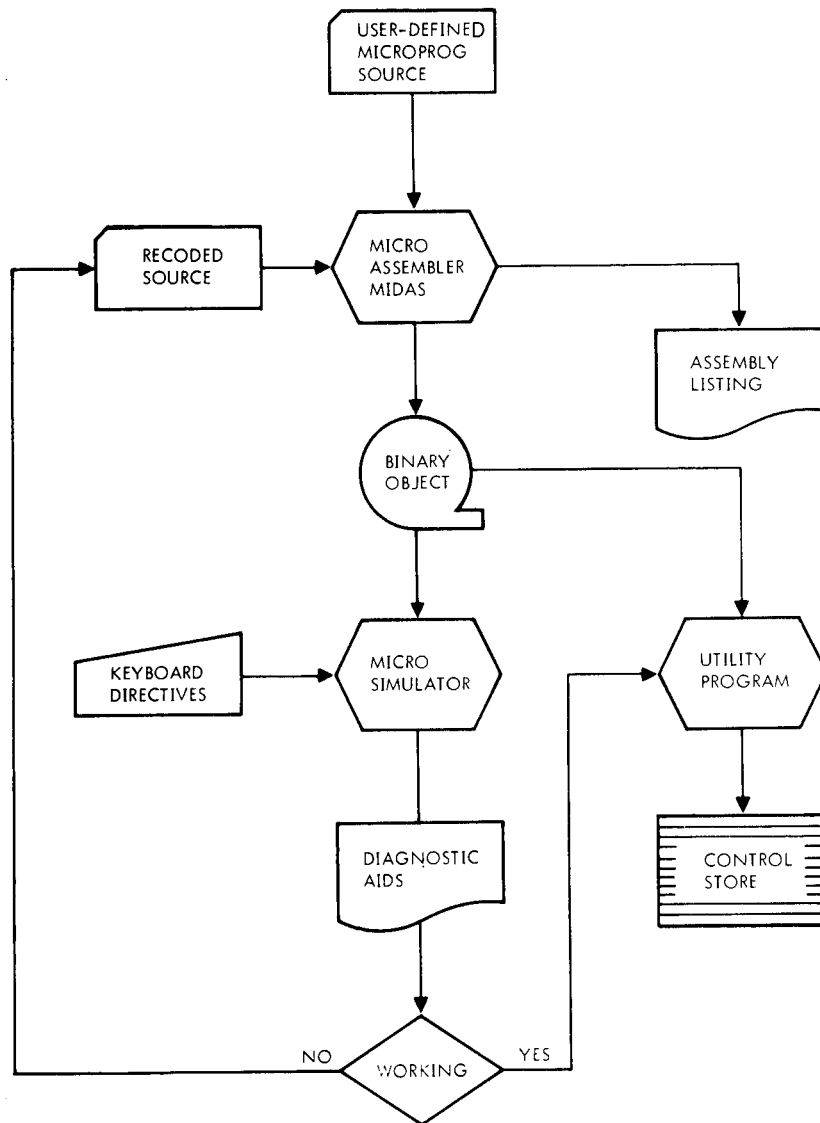 USER-DEFINED
MICROPROG
SOURCE
RECODED
SOURCE
MICRO
ASSEMBLER
MIDAS
ASSEMBLY
LISTING
BINARY
OBJECT
KEYBOARD
DIRECTIVES
MICRO
SIMULATOR
UTILITY
PROGRAM
DIAGNOSTIC
AIDS
CONTROL
STORE
NO
WORKING
YES